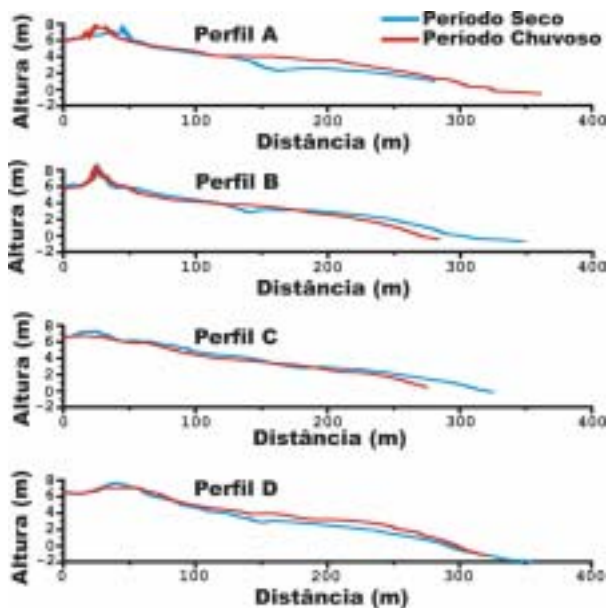 Perfil A
Período Seco
Período Chuvoso
Altura (m)
8
6
4
2
0
-2
0 100 200 300 400
Distância (m)
Perfil B
Altura (m)
8
6
4
2
0
-2
0 100 200 300 400
Distância (m)
Perfil C
Altura (m)
8
6
4
2
0
-2
0 100 200 300 400
Distância (m)
Perfil D
Altura (m)
8
6
4
2
0
-2
0 100 200 300 400
Distância (m)